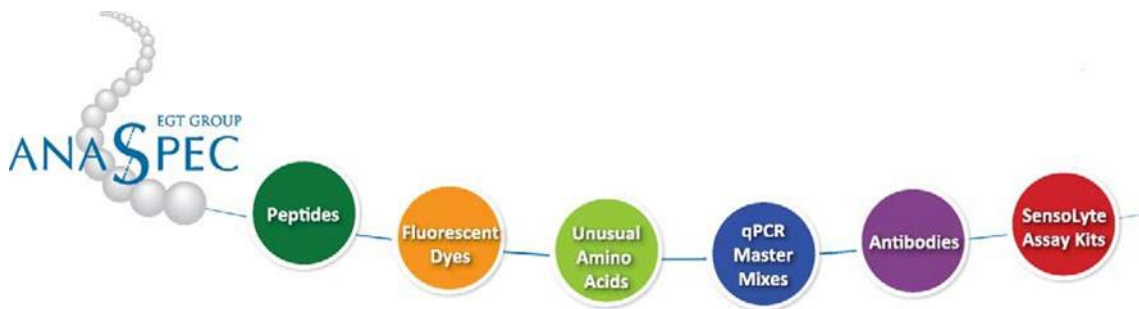 EGT GROUP
ANASPEC
Peptides
Fluorescent
Dyes
Unusual
Amino
Acids
qPCR
Master
Mixes
Antibodies
SensoLyte
Assay Kits